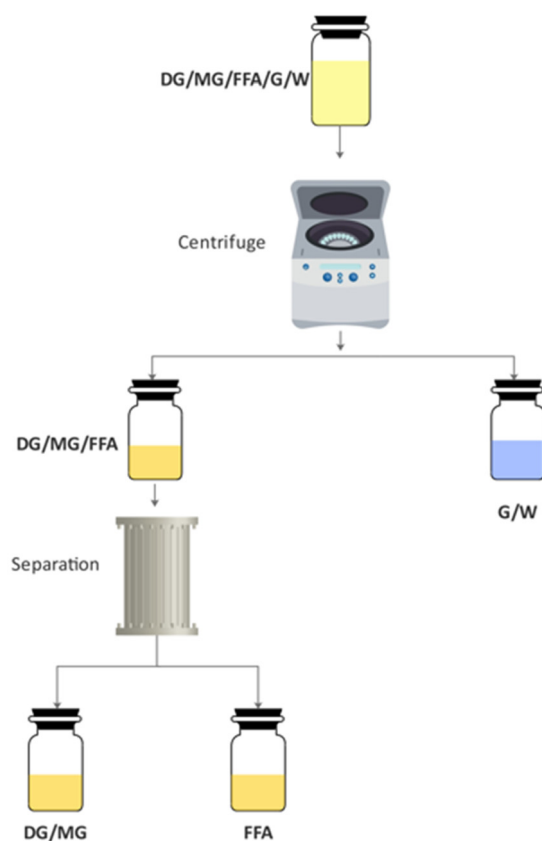 DG/MG/FFA/G/W
Centrifuge
DG/MG/FFA
G/W
Separation
DG/MG
FFA